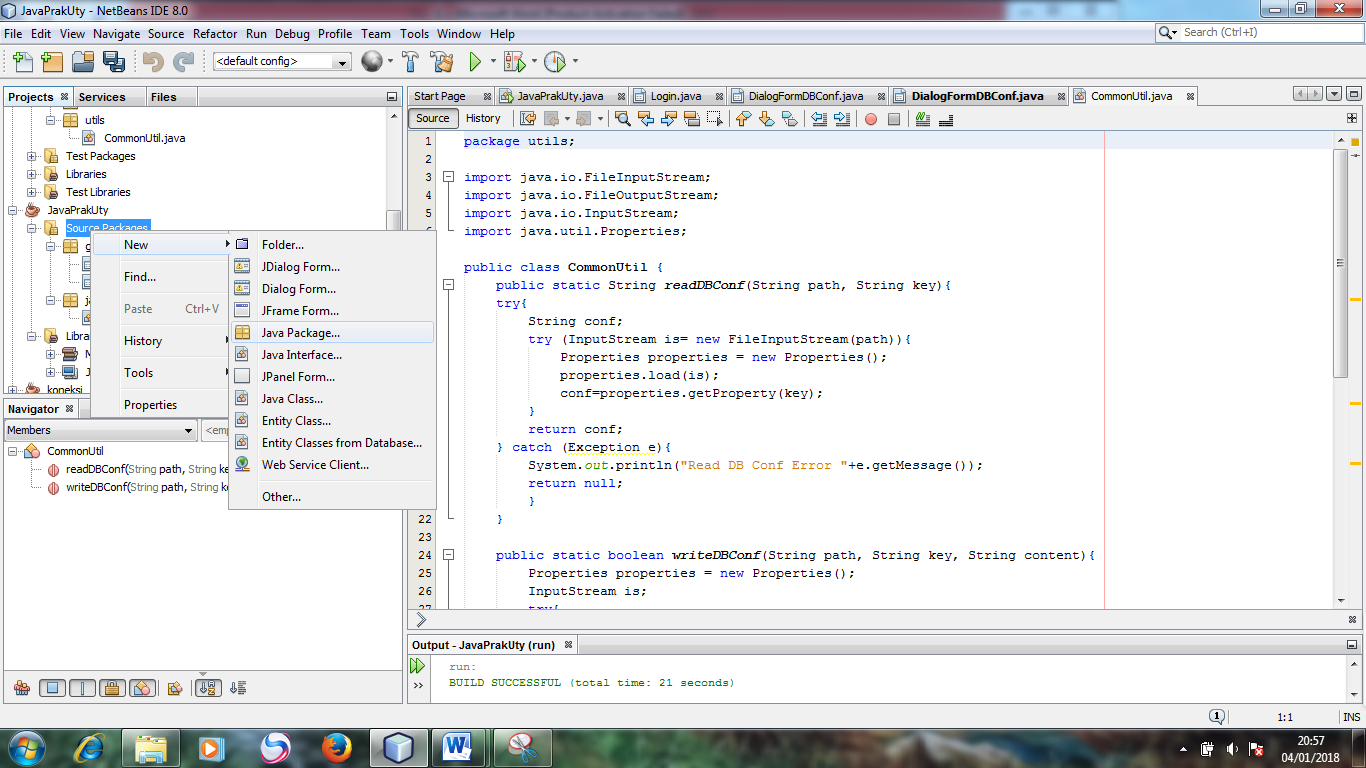 JavaPrakUty - NetBeans IDE 8.0
File Edit View Navigate Source Refactor Run Debug Profile Team Tools Window Help
Search (Ctrl+I)
<default config>
Projects Services Files
utils
CommonUtil.java
Test Packages
Libraries
Test Libraries
JavaPrakUty
Source Packages
koneksi
New
Find...
Paste Ctrl+V
History
Tools
Properties
Folder...
JDialog Form...
Dialog Form...
JFrame Form...
Java Package...
Java Interface...
JPanel Form...
Java Class...
Entity Class...
Entity Classes from Database...
Web Service Client...
Other...
Navigator
Members
CommonUtil
readDBConf(String path, String
writeDBConf(String path, String
Start Page JavaPrakUty.java Login.java DialogFormDBConf.java DialogFormDBConf.java CommonUtil.java
Source History
1 package utils;
2
3 import java.io.FileInputStream;
4 import java.io.FileOutputStream;
5 import java.io.InputStream;
import java.util.Properties;
public class CommonUtil {
public static String readDBConf(String path, String key){
try{
String conf;
try (InputStream is= new FileInputStream(path)){
Properties properties = new Properties();
properties.load(is);
conf=properties.getProperty(key);
}
return conf;
} catch (Exception e){
System.out.println("Read DB Conf Error "+e.getMessage());
return null;
}
22 }
23
24 public static boolean writeDBConf(String path, String key, String content){
25 Properties properties = new Properties();
26 InputStream is;
27 try{
Output - JavaPrakUty (run)
run:
BUILD SUCCESSFUL (total time: 21 seconds)
1 1:1 INS
20:57
04/01/2018